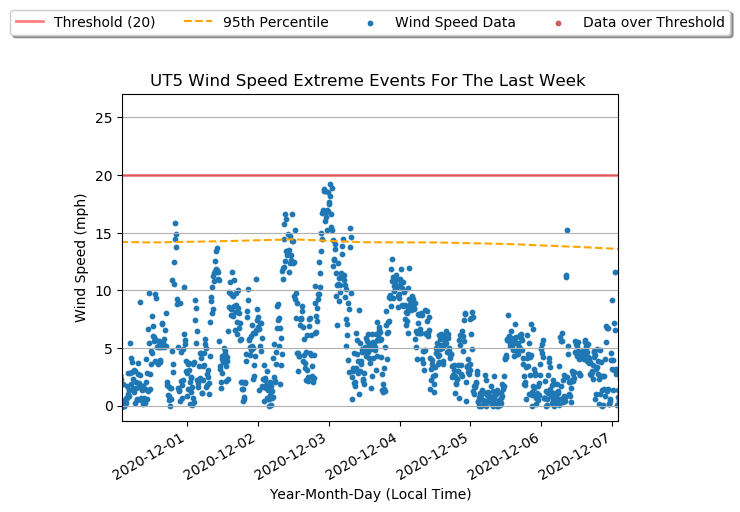 Threshold (20) 95th Percentile Wind Speed Data Data over Threshold
UT5 Wind Speed Extreme Events For The Last Week
25
20
15
10
5
0
Wind Speed (mph)
2020-12-01 2020-12-02 2020-12-03 2020-12-04 2020-12-05 2020-12-06 2020-12-07
Year-Month-Day (Local Time)